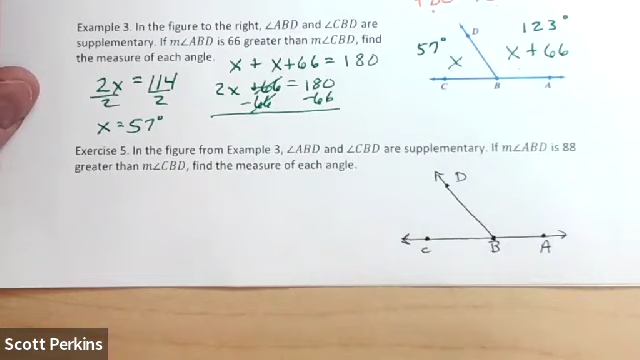 Example 3. In the figure to the right, ∠ABD and ∠CBD are
supplementary. If m∠ABD is 66 greater than m∠CBD, find
the measure of each angle.
x + x+66 = 180
2x +66 = 180
-66 -66
2x = 114
2 2
x = 57°
123°
57°
D
x
x + 66
C
B
A
Exercise 5. In the figure from Example 3, ∠ABD and ∠CBD are supplementary. If m∠ABD is 88
greater than m∠CBD, find the measure of each angle.
D
C
B
A
Scott Perkins